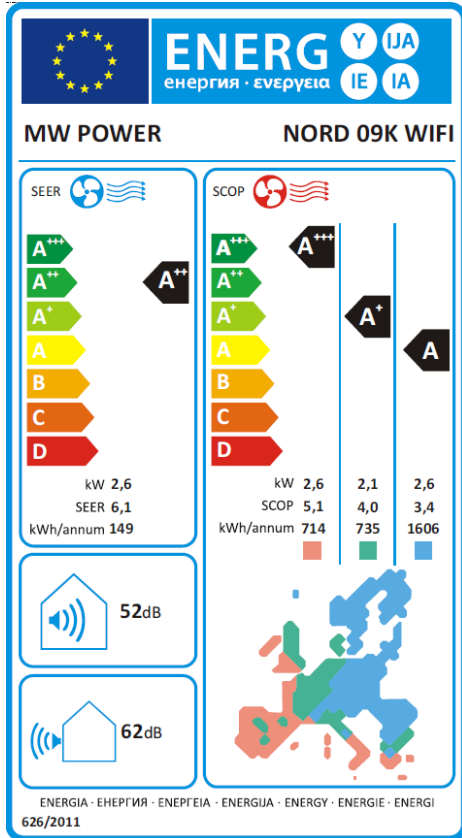 ENERG Y IJA
енергия · ενεργεια IE IA
MW POWER NORD 09K WIFI
SEER
A+++
A++
A+
A
B
C
D
A++
kW 2,6
SEER 6,1
kWh/annum 149
SCOP
A+++
A++
A+
A
B
C
D
A+++
A+
A
kW 2,6 2,1 2,6
SCOP 5,1 4,0 3,4
kWh/annum 714 735 1606
52dB
62dB
ENERGIA · ЕНЕРГИЯ · ΕΝΕΡΓΕΙΑ · ENERGIJA · ENERGY · ENERGIE · ENERGI
626/2011